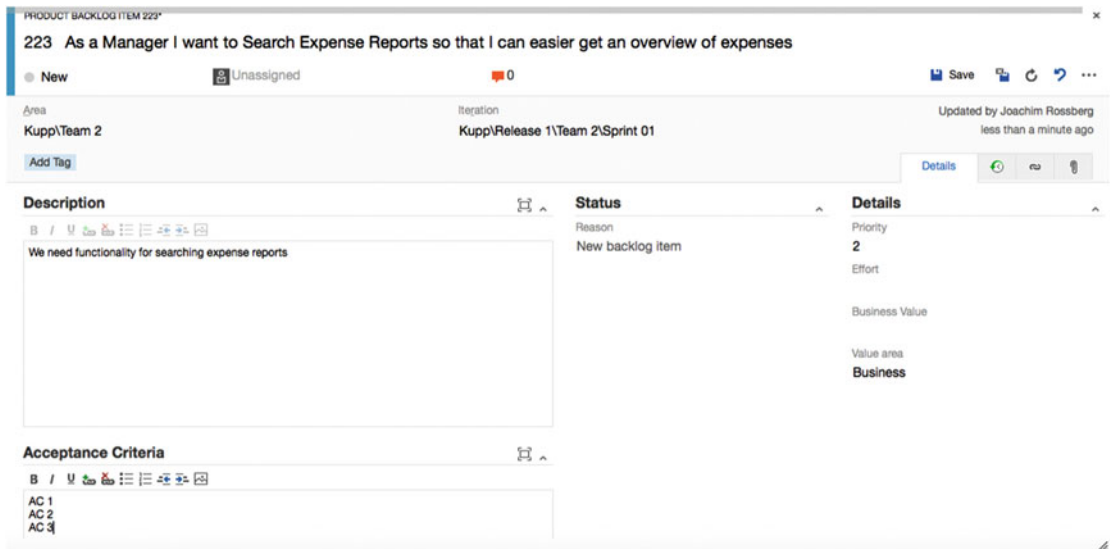 PRODUCT BACKLOG ITEM 223*
223 As a Manager I want to Search Expense Reports so that I can easier get an overview of expenses
New
Unassigned
0
Save
Area
Iteration
Updated by Joachim Rossberg
Kupp\Team 2
Kupp\Release 1\Team 2\Sprint 01
less than a minute ago
Add Tag
Details
Description
Status
Details
B I U
Reason
Priority
We need functionality for searching expense reports
New backlog item
2
Effort
Business Value
Value area
Business
Acceptance Criteria
B I U
AC 1
AC 2
AC 3